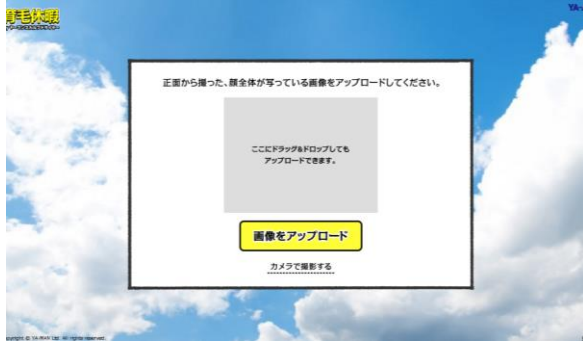 育毛休暇
YA
正面から撮った、顔全体が写っている画像をアップロードしてください。
ここにドラッグ&ドロップしても
アップロードできます。
画像をアップロード
カメラで撮影する
All rights reserved.